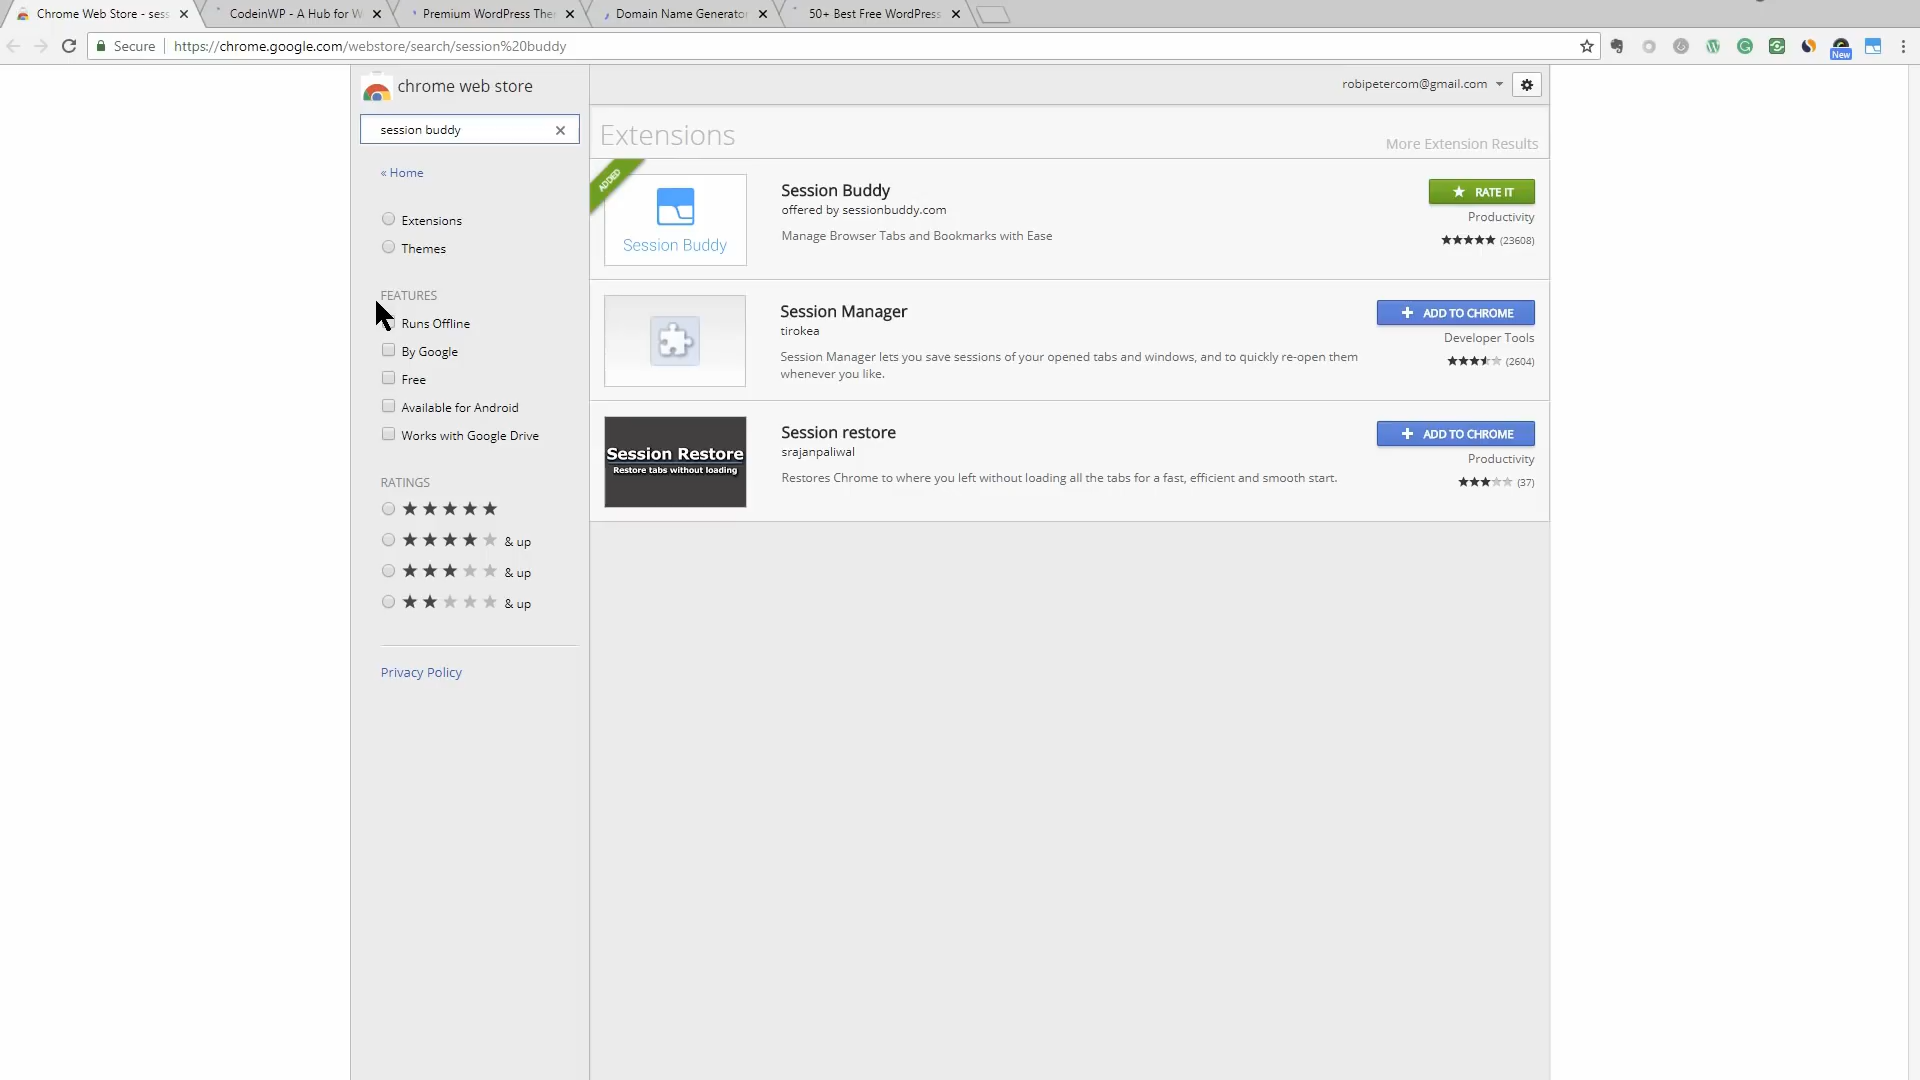 Chrome Web Store - sess
CodeinWP - A Hub for W
Premium WordPress The
Domain Name Generator
50+ Best Free WordPress
Secure
https://chrome.google.com/webstore/search/session%20buddy
New
chrome web store
robipetercom@gmail.com
session buddy
Extensions
More Extension Results
« Home
Extensions
Themes
FEATURES
Runs Offline
By Google
Free
Available for Android
Works with Google Drive
RATINGS
& up
& up
& up
Privacy Policy
ADDED
Session Buddy
Session Buddy
offered by sessionbuddy.com
Manage Browser Tabs and Bookmarks with Ease
RATE IT
Productivity
(23608)
Session Manager
tirokea
Session Manager lets you save sessions of your opened tabs and windows, and to quickly re-open them
whenever you like.
ADD TO CHROME
Developer Tools
(2604)
Session Restore
Restore tabs without loading
Session restore
srajanpaliwal
Restores Chrome to where you left without loading all the tabs for a fast, efficient and smooth start.
ADD TO CHROME
Productivity
(37)